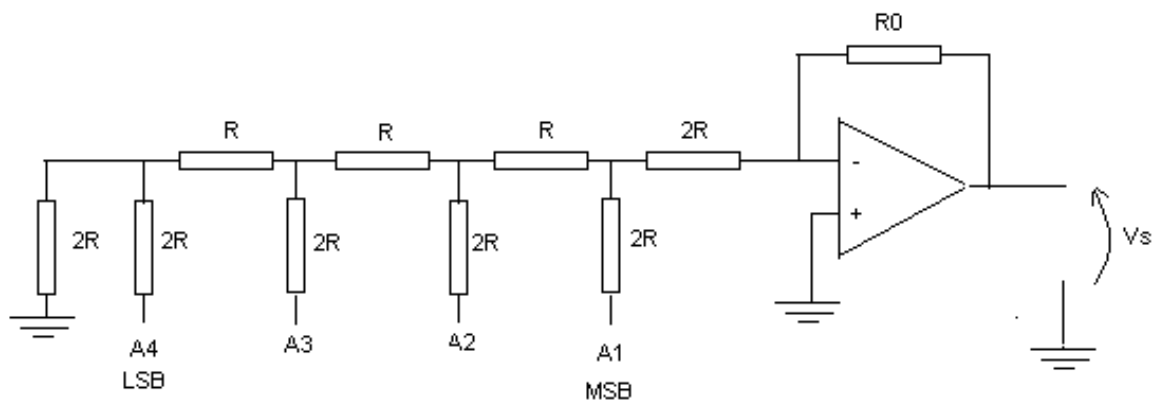 R0
R R R 2R
-
+
2R 2R 2R 2R 2R
Vs
A4 A3 A2 A1
LSB MSB